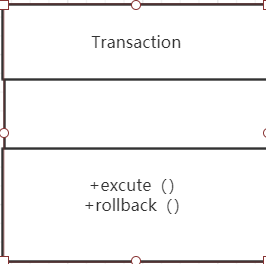 Transaction
+excute（）
+rollback（）